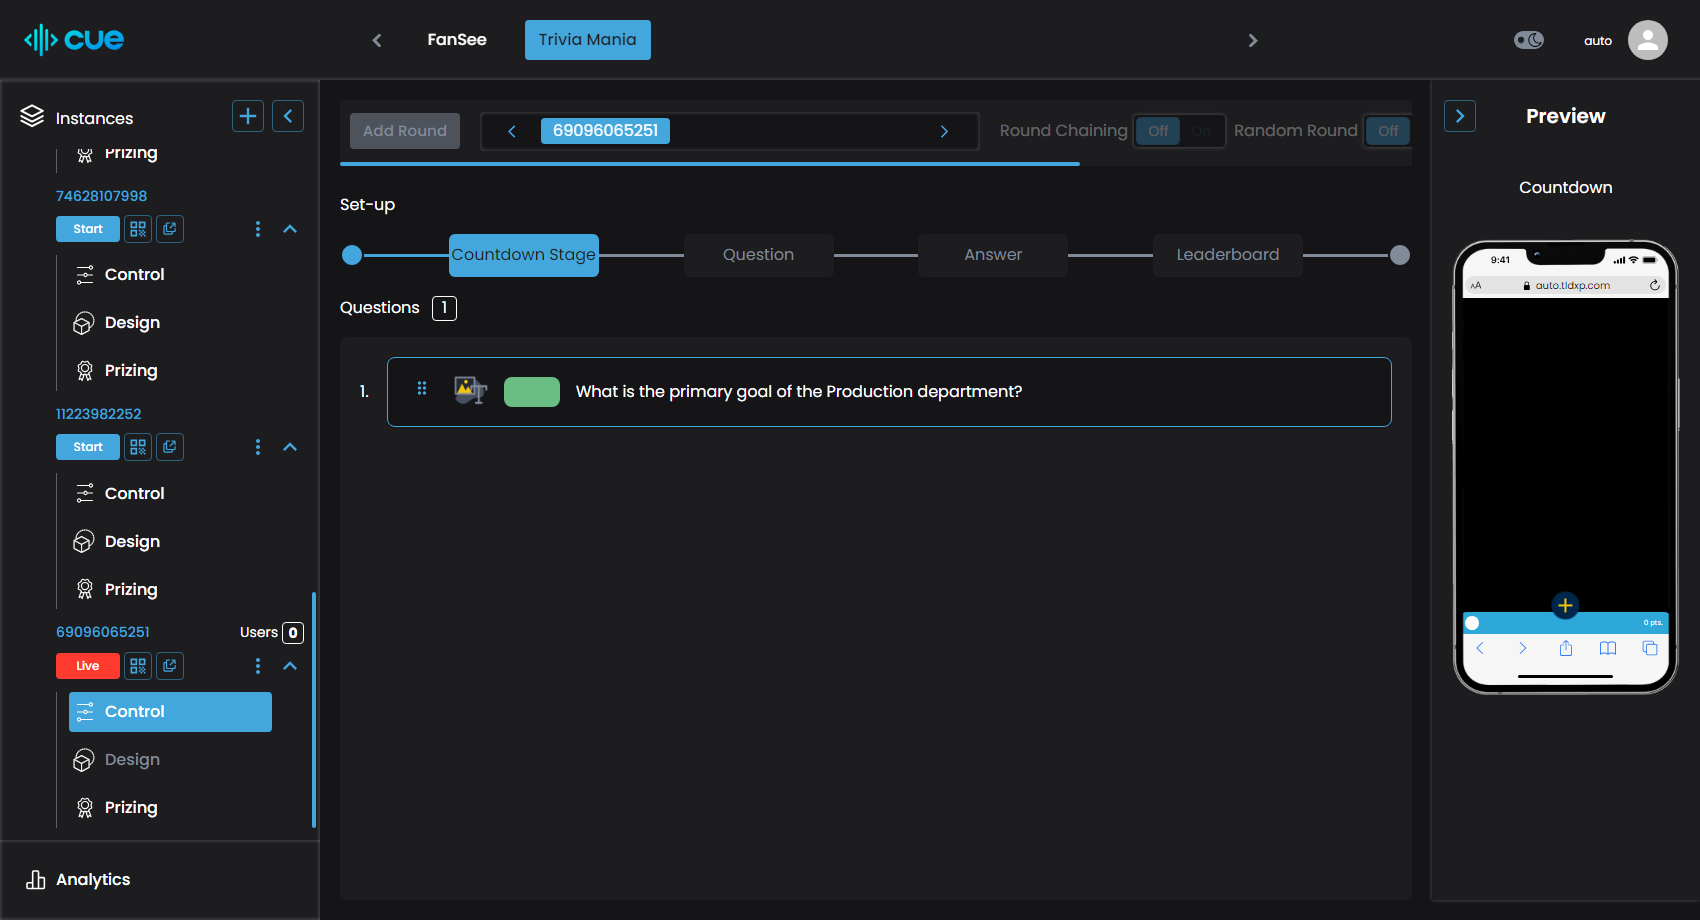 cue
FanSee
Trivia Mania
auto
Instances
Prizing
74628107998
Start
Control
Design
Prizing
11223982252
Start
Control
Design
Prizing
69096065251
Users 0
Live
Control
Design
Prizing
Analytics
Add Round
69096065251
Round Chaining
Off
On
Random Round
Off
Set-up
Countdown Stage
Question
Answer
Leaderboard
Questions 1
1.
What is the primary goal of the Production department?
Preview
Countdown
9:41
AA
auto.tldxp.com
0 pts.